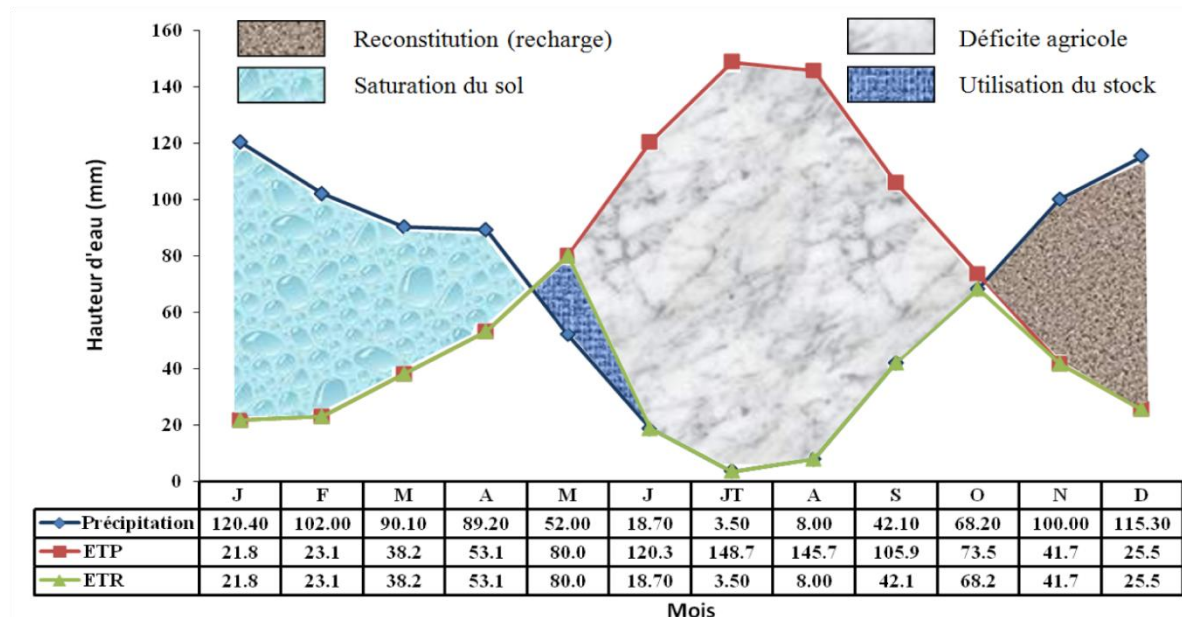 160
140
120
100
80
60
40
20
0
Hauteur d'eau (mm)
Reconstitution (recharge)
Saturation du sol
Déficite agricole
Utilisation du stock
J F M A M J JT A S O N D
Précipitation 120.40 102.00 90.10 89.20 52.00 18.70 3.50 8.00 42.10 68.20 100.00 115.30
ETP 21.8 23.1 38.2 53.1 80.0 120.3 148.7 145.7 105.9 73.5 41.7 25.5
ETR 21.8 23.1 38.2 53.1 80.0 18.70 3.50 8.00 42.1 68.2 41.7 25.5
Mois